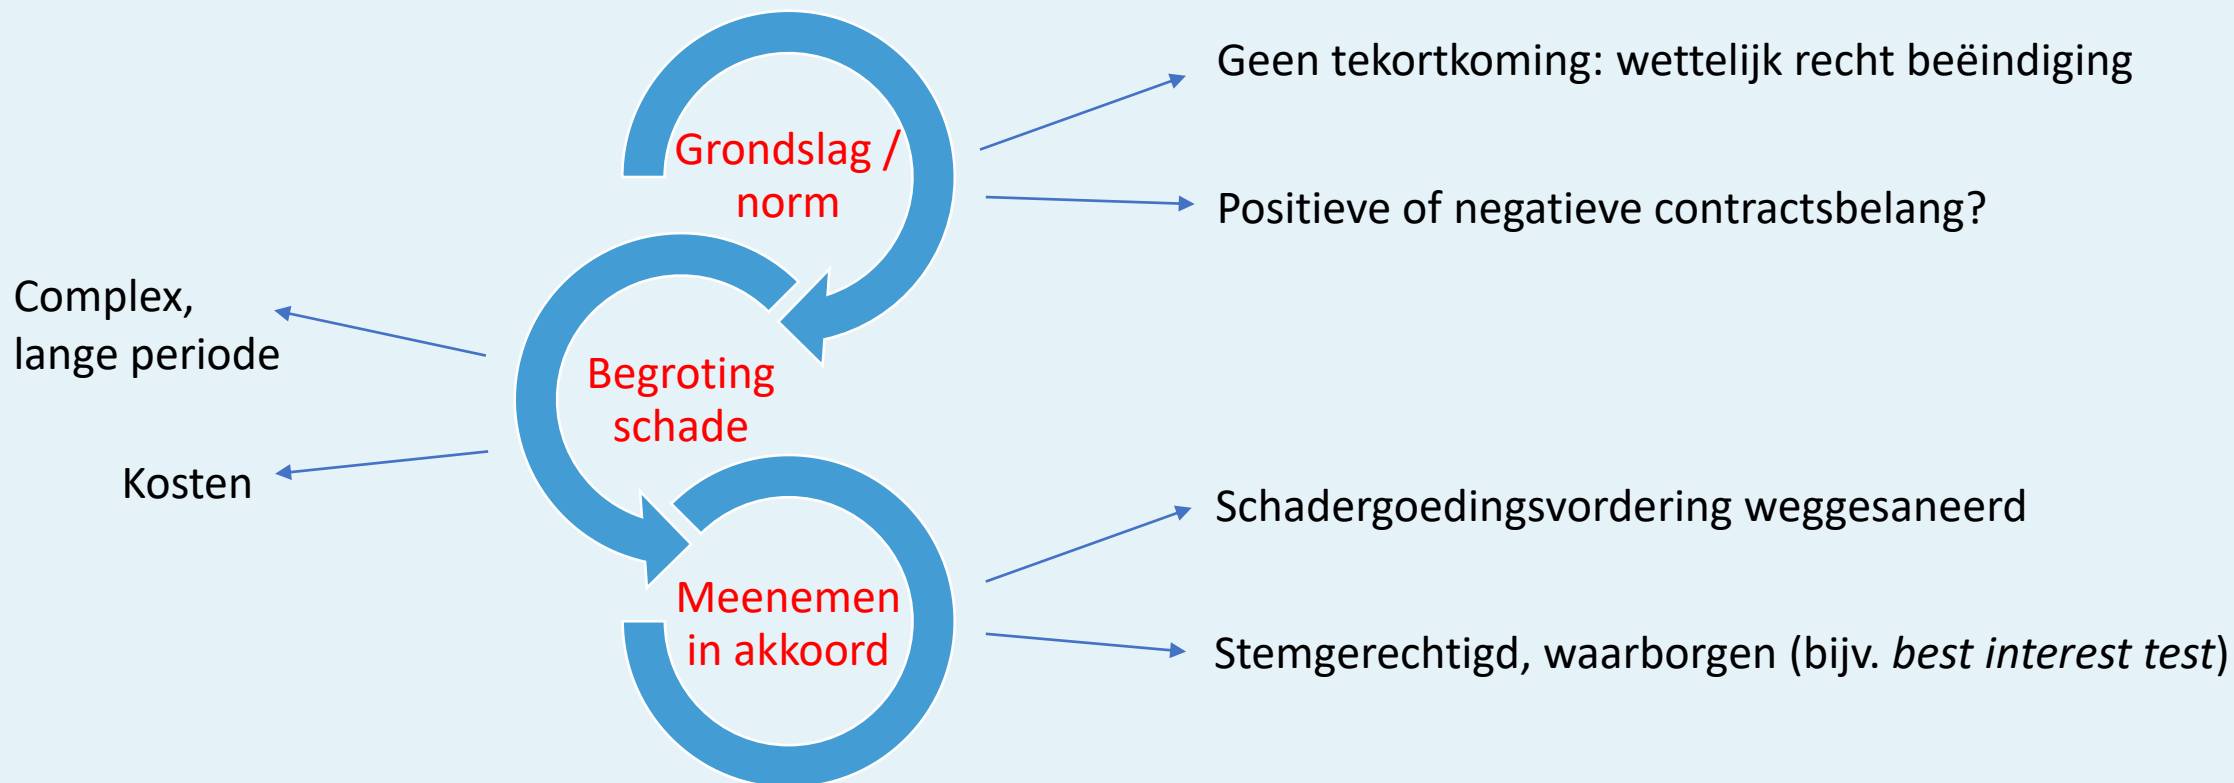 Geen tekortkoming: wettelijk recht beëindiging
Grondslag /
norm
Positieve of negatieve contractsbelang?
Complex,
lange periode
Begroting
schade
Kosten
Schadergoedingsvordering weggesaneerd
Meenemen
in akkoord
Stemgerechtigd, waarborgen (bijv. best interest test)